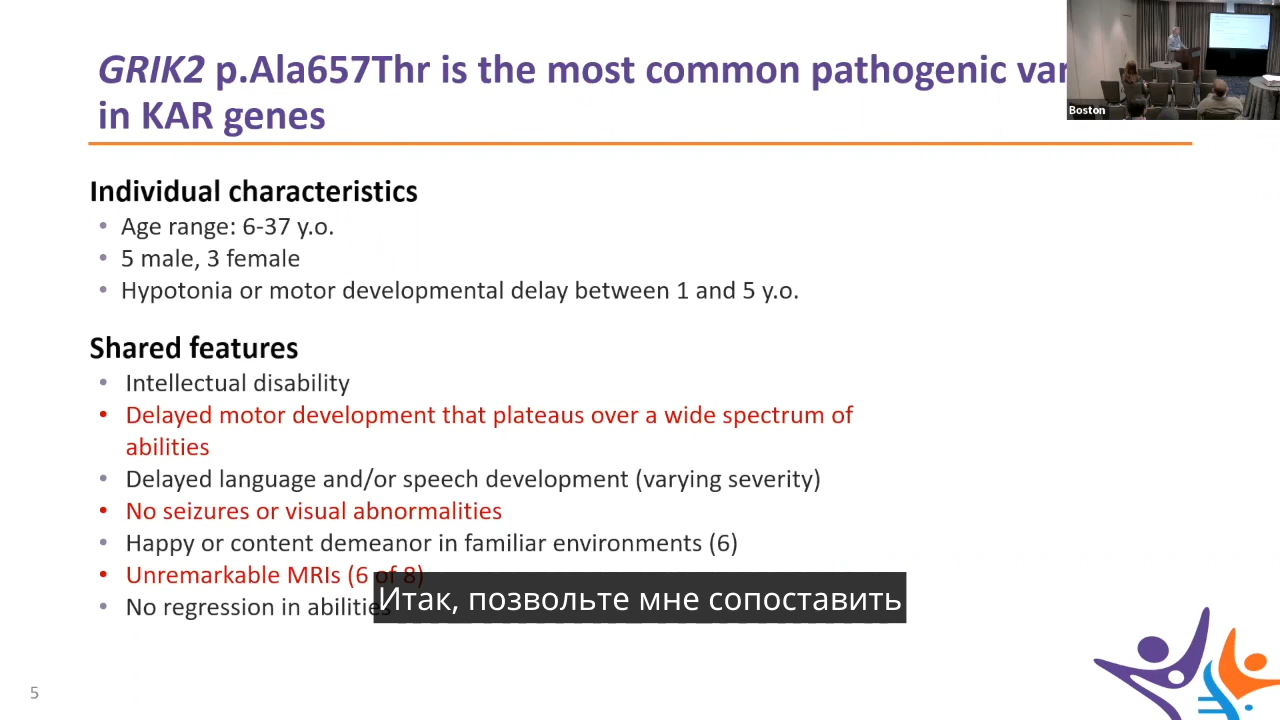 GRIK2 p.Ala657Thr is the most common pathogenic
in KAR genes
Boston
Individual characteristics
• Age range: 6-37 y.o.
• 5 male, 3 female
• Hypotonia or motor developmental delay between 1 and 5 y.o.
Shared features
• Intellectual disability
• Delayed motor development that plateaus over a wide spectrum of
abilities
• Delayed language and/or speech development (varying severity)
• No seizures or visual abnormalities
• Happy or content demeanor in familiar environments (6)
• Unremarkable MRIs (6 of 8)
• No regression in abilities
Итак, позвольте мне сопоставить
5